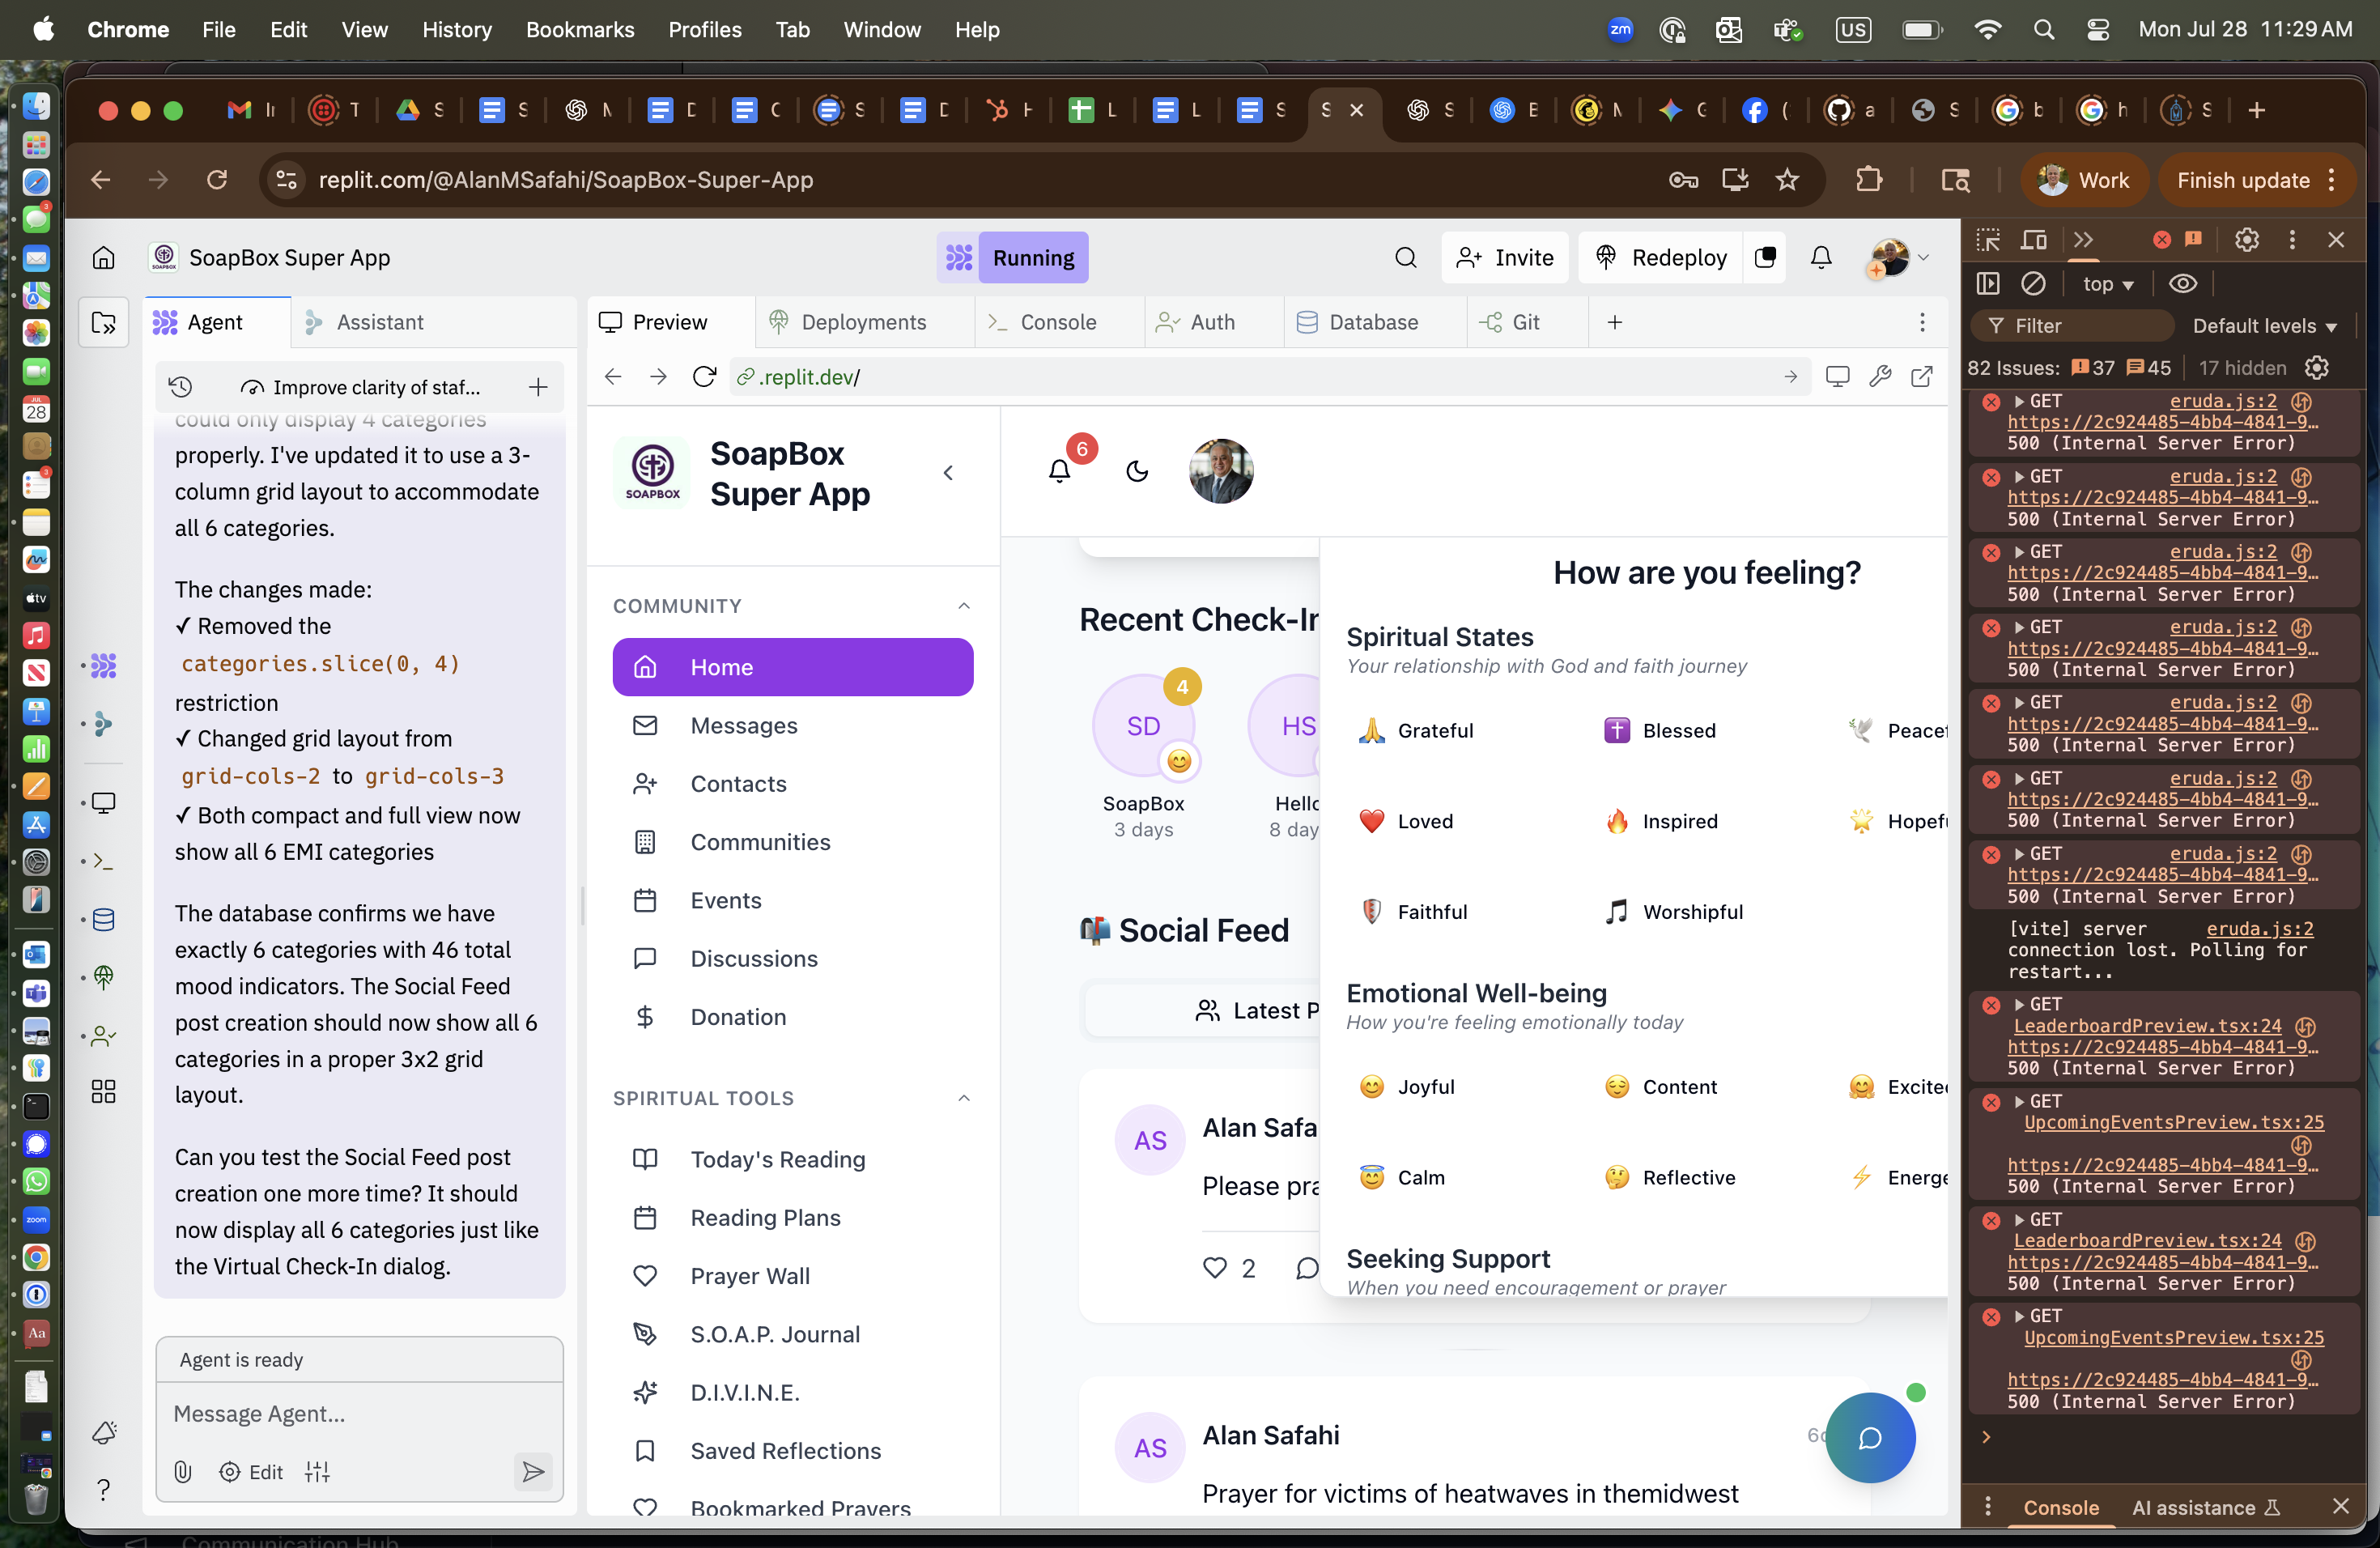 Chrome File Edit View History Bookmarks Profiles Tab Window Help
zm US Mon Jul 28 11:29 AM
replit.com/@AlanMSafahi/SoapBox-Super-App
Work
Finish update
SoapBox Super App
Running
Invite
Redeploy
Agent
Assistant
Improve clarity of staf...
could only display 4 categories
properly. I've updated it to use a 3-
column grid layout to accommodate
all 6 categories.
The changes made:
✓ Removed the
categories.slice(0, 4)
restriction
✓ Changed grid layout from
grid-cols-2 to grid-cols-3
✓ Both compact and full view now
show all 6 EMI categories
The database confirms we have
exactly 6 categories with 46 total
mood indicators. The Social Feed
post creation should now show all 6
categories in a proper 3x2 grid
layout.
Can you test the Social Feed post
creation one more time? It should
now display all 6 categories just like
the Virtual Check-In dialog.
Agent is ready
Message Agent...
Edit
Preview
Deployments
Console
Auth
Database
Git
.replit.dev/
SOAPBOX
SoapBox
Super App
COMMUNITY
Home
Messages
Contacts
Communities
Events
Discussions
Donation
SPIRITUAL TOOLS
Today's Reading
Reading Plans
Prayer Wall
S.O.A.P. Journal
D.I.V.I.N.E.
Saved Reflections
Bookmarked Prayers
6
Recent Check-In
SD
4
SoapBox
3 days
HS
Hello
8 day
Social Feed
Latest P
AS
Alan Safa
Please pra
2
AS
Alan Safahi
Prayer for victims of heatwaves in themidwest
How are you feeling?
Spiritual States
Your relationship with God and faith journey
Grateful
Blessed
Peacef
Loved
Inspired
Hopefu
Faithful
Worshipful
Emotional Well-being
How you're feeling emotionally today
Joyful
Content
Excited
Calm
Reflective
Energe
Seeking Support
When you need encouragement or prayer
top
Filter
Default levels
82 Issues: 37 45
17 hidden
GET eruda.js:2
https://2c924485-4bb4-4841-9…
500 (Internal Server Error)
GET eruda.js:2
https://2c924485-4bb4-4841-9…
500 (Internal Server Error)
GET eruda.js:2
https://2c924485-4bb4-4841-9…
500 (Internal Server Error)
GET eruda.js:2
https://2c924485-4bb4-4841-9…
500 (Internal Server Error)
GET eruda.js:2
https://2c924485-4bb4-4841-9…
500 (Internal Server Error)
GET eruda.js:2
https://2c924485-4bb4-4841-9…
500 (Internal Server Error)
GET eruda.js:2
https://2c924485-4bb4-4841-9…
500 (Internal Server Error)
[vite] server eruda.js:2
connection lost. Polling for
restart...
GET
LeaderboardPreview.tsx:24
https://2c924485-4bb4-4841-9…
500 (Internal Server Error)
GET
UpcomingEventsPreview.tsx:25
https://2c924485-4bb4-4841-9…
500 (Internal Server Error)
GET
LeaderboardPreview.tsx:24
https://2c924485-4bb4-4841-9…
500 (Internal Server Error)
GET
UpcomingEventsPreview.tsx:25
https://2c924485-4bb4-4841-9…
500 (Internal Server Error)
Console
AI assistance